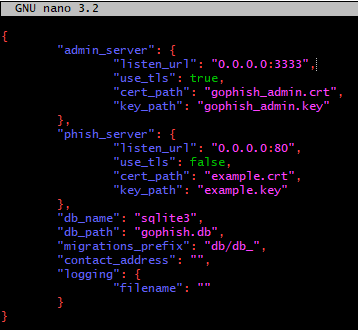 GNU nano 3.2
{
"admin_server": {
"listen_url": "0.0.0.0:3333",
"use_tls": true,
"cert_path": "gophish_admin.crt",
"key_path": "gophish_admin.key"
},
"phish_server": {
"listen_url": "0.0.0.0:80",
"use_tls": false,
"cert_path": "example.crt",
"key_path": "example.key"
},
"db_name": "sqlite3",
"db_path": "gophish.db",
"migrations_prefix": "db/db_",
"contact_address": "",
"logging": {
"filename": ""
}
}